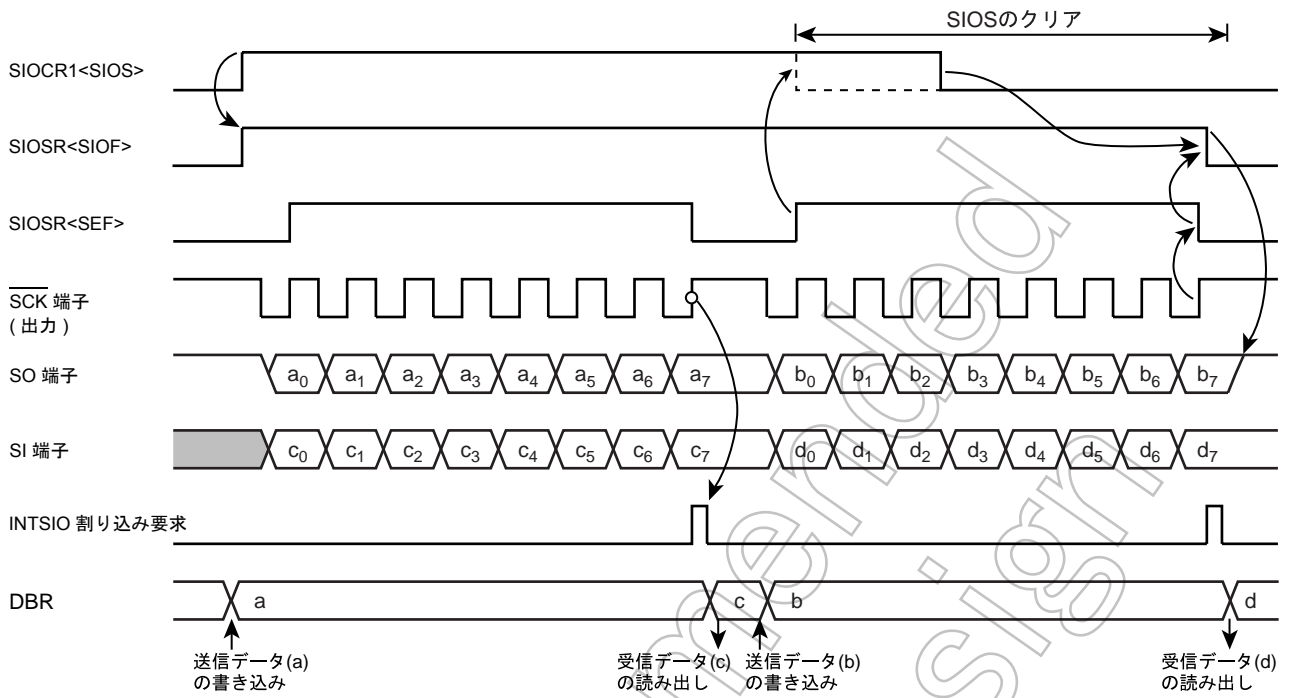 SIOSのクリア
SIOCR1<SIOS>
SIOSR<SIOF>
SIOSR<SEF>
SCK 端子
( 出力 )
SO 端子
a0 a1 a2 a3 a4 a5 a6 a7 b0 b1 b2 b3 b4 b5 b6 b7
SI 端子
c0 c1 c2 c3 c4 c5 c6 c7 d0 d1 d2 d3 d4 d5 d6 d7
INTSIO 割り込み要求
DBR
a c b d
送信データ(a)
の書き込み
受信データ(c)
の読み出し
送信データ(b)
の書き込み
受信データ(d)
の読み出し
mended
sign